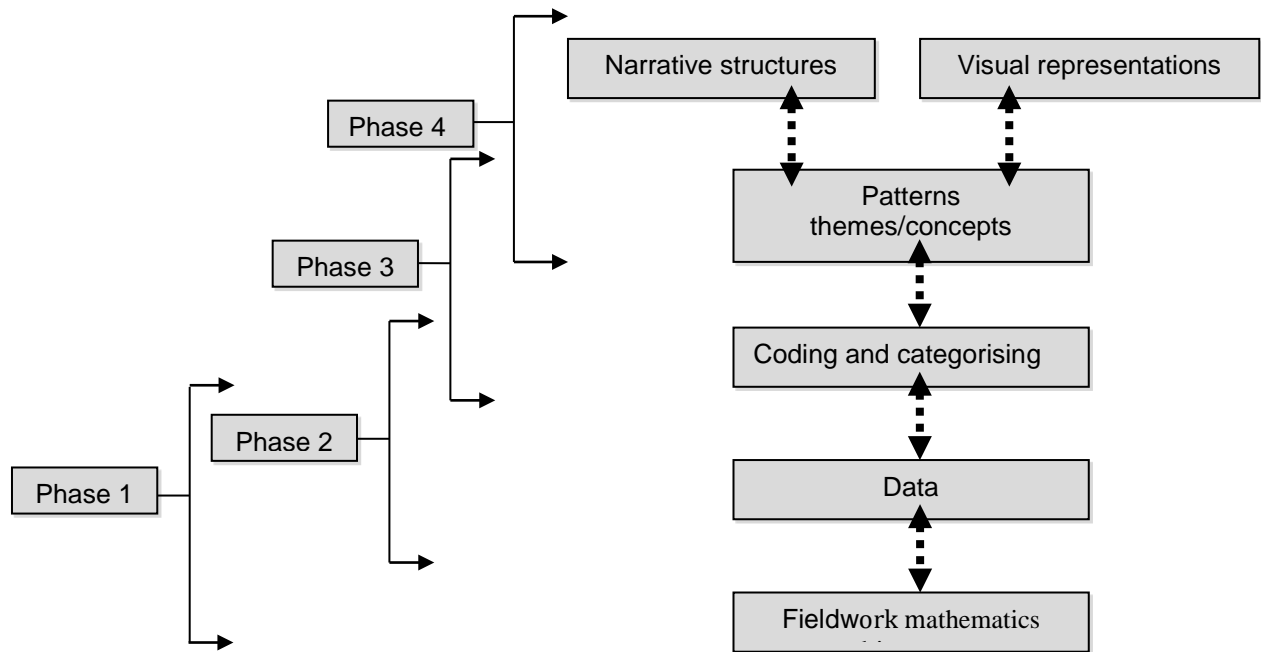 Narrative structures
Visual representations
Phase 4
Patterns
themes/concepts
Phase 3
Coding and categorising
Phase 2
Phase 1
Data
Fieldwork mathematics